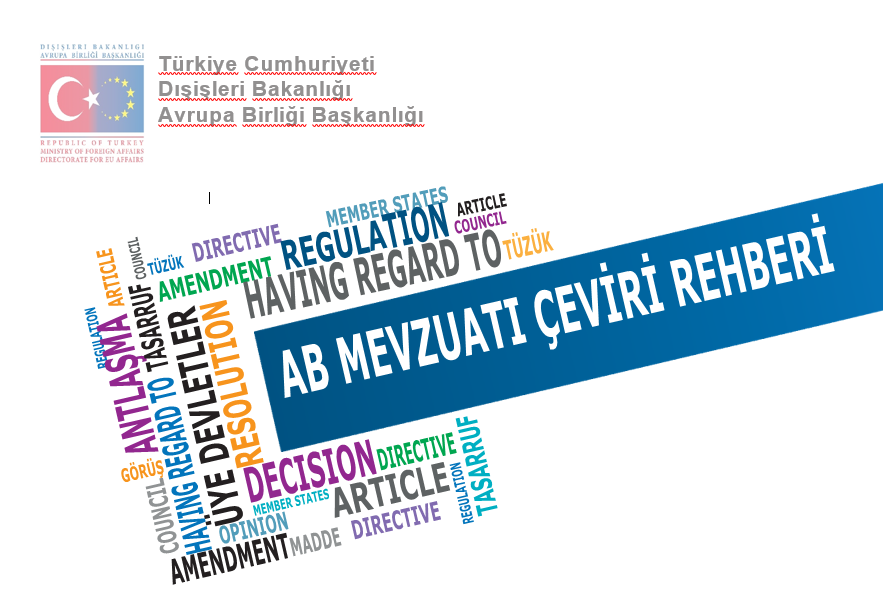 DIŞİŞLERİ BAKANLIĞI
AVRUPA BİRLİĞİ BAŞKANLIĞI
REPUBLIC OF TURKEY
MINISTRY OF FOREIGN AFFAIRS
DIRECTORATE FOR EU AFFAIRS
Türkiye Cumhuriyeti
Dışişleri Bakanlığı
Avrupa Birliği Başkanlığı
MEMBER STATES
ARTICLE
DIRECTIVE
REGULATION
COUNCIL
ARTICLE
COUNCIL
TÜZÜK
AMENDMENT
HAVING REGARD TO
TÜZÜK
REGULATION
ANTLAŞMA
TASARRUF
HAVING REGARD TO
ÜYE DEVLETLER
RESOLUTION
AB MEVZUATI ÇEVİRİ REHBERİ
GÖRÜŞ
COUNCIL
DECISION
DIRECTIVE
MEMBER STATES
ARTICLE
REGULATION
TASARRUF
OPINION
DIRECTIVE
AMENDMENT
MADDE